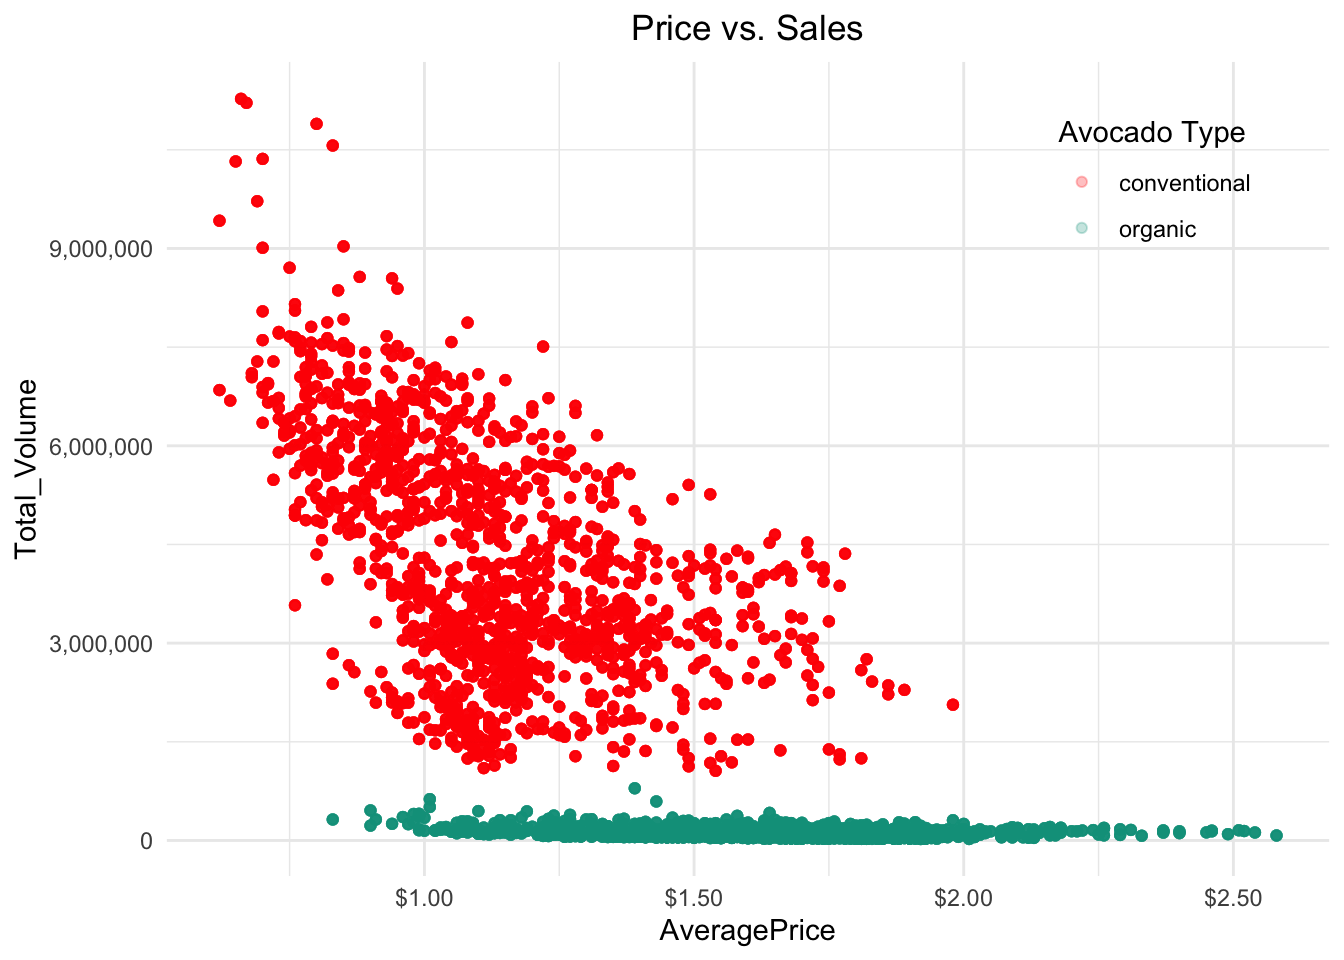 Price vs. Sales
Avocado Type
conventional
organic
Total_Volume
9,000,000
6,000,000
3,000,000
0
$1.00 $1.50 $2.00 $2.50
AveragePrice